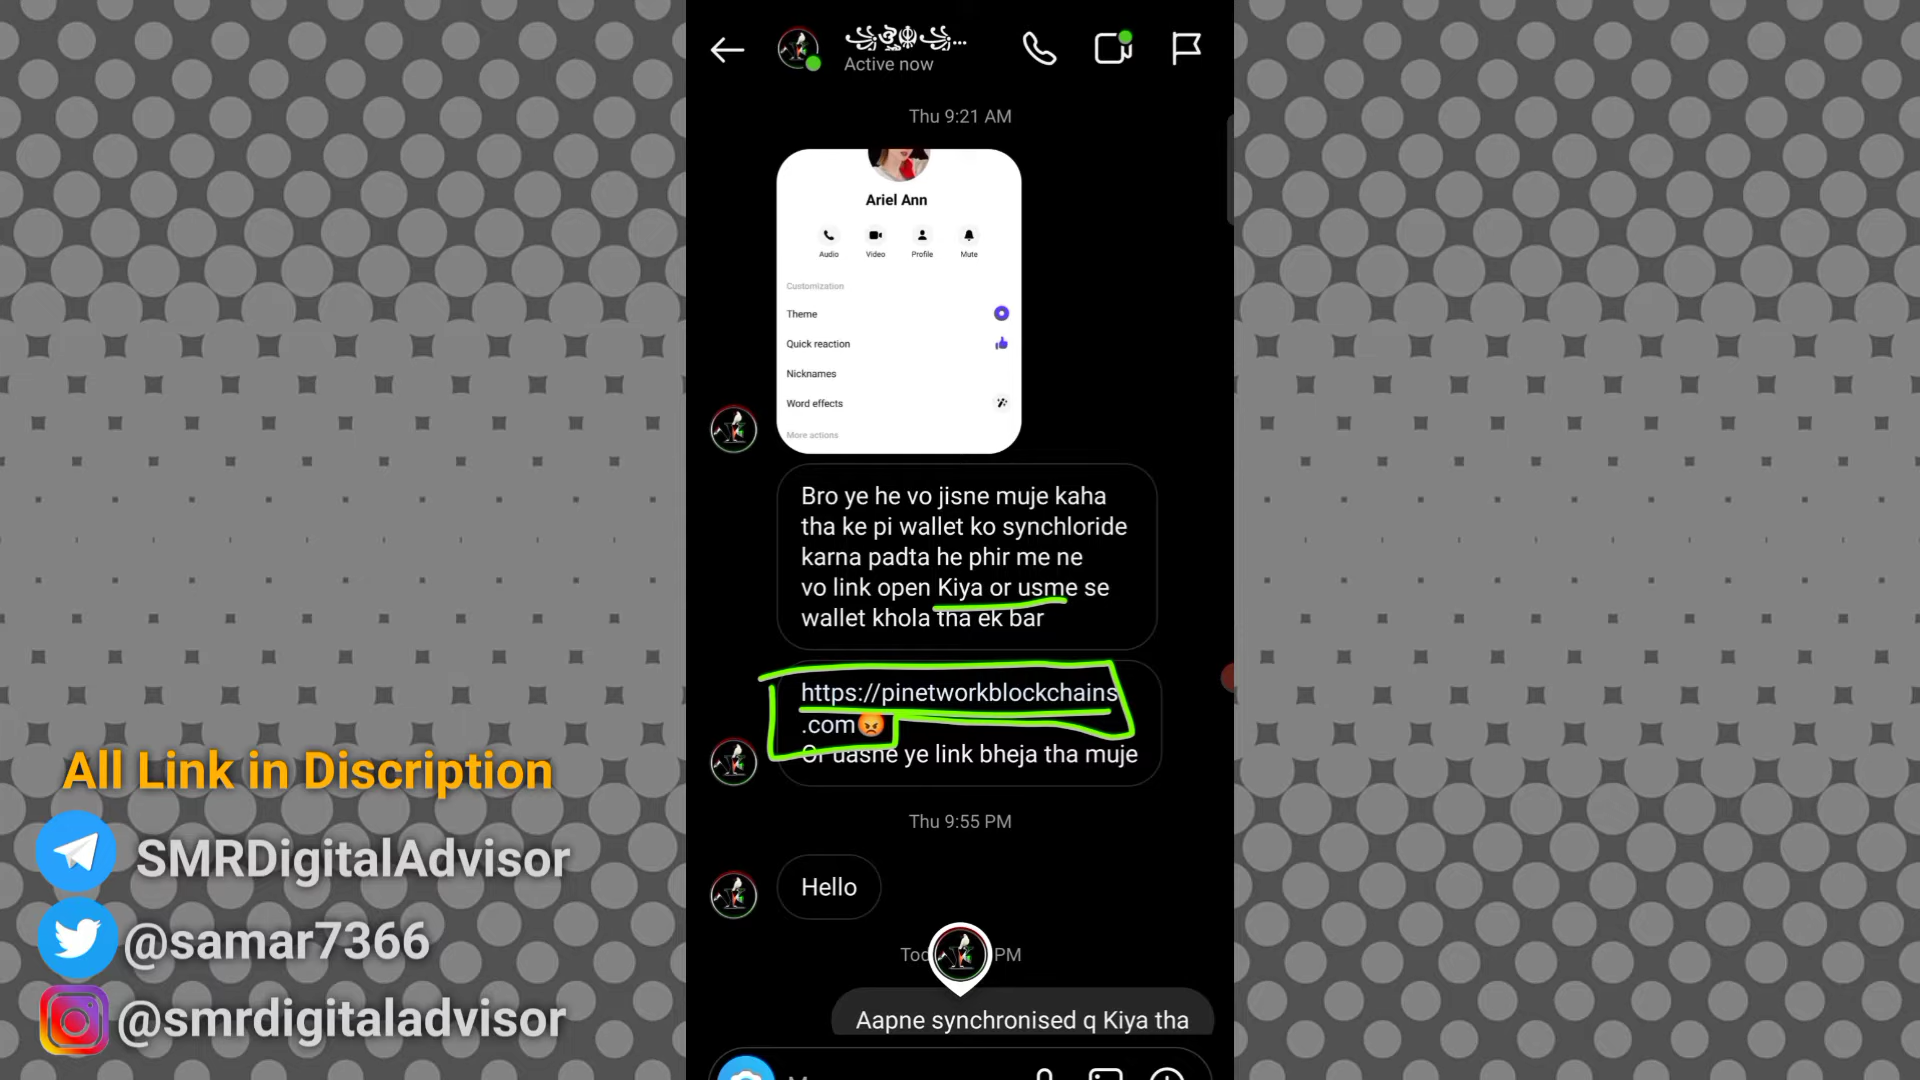 Active now
Thu 9:21 AM
Ariel Ann
Audio Video Profile Mute
Customization
Theme
Quick reaction
Nicknames
Word effects
More actions
Bro ye he vo jisne muje kaha
tha ke pi wallet ko synchloride
karna padta he phir me ne
vo link open Kiya or usme se
wallet khola tha ek bar
https://pinetworkblockchains
.com😡
Or uasne ye link bheja tha muje
Thu 9:55 PM
Hello
PM
Aapne synchronised q Kiya tha
All Link in Discription
SMRDigitalAdvisor
@samar7366
@smrdigitaladvisor